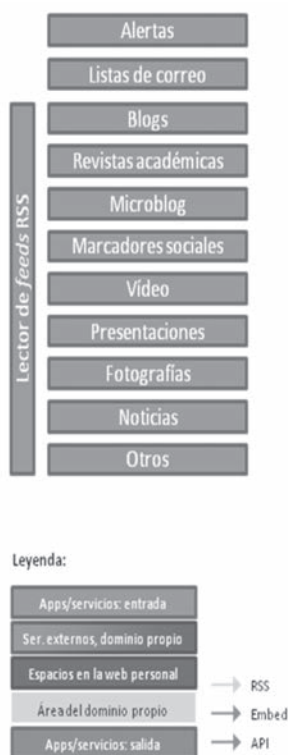 Alertas
Listas de correo
Lector de feeds RSS
Blogs
Revistas académicas
Microblog
Marcadores sociales
Vídeo
Presentaciones
Fotografías
Noticias
Otros
Leyenda:
Apps/servicios: entrada
Ser. externos, dominio propio
Espacios en la web personal
Área del dominio propio
Apps/servicios: salida
RSS
Embed
API